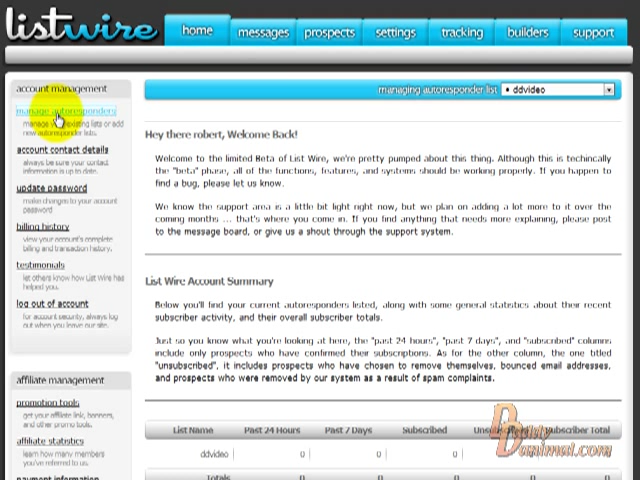 listwire
home messages prospects settings tracking builders support
account management
manage autoresponders
manage your existing lists or add
new autoresponder lists.
account contact details
always be sure your contact
information is up to date.
update password
make changes to your account
password
billing history
view your account's complete
billing and transaction history.
testimonials
let others know how List Wire has
helped you.
log out of account
for account security, always log
out when you leave our site.
affiliate management
promotion tools
get your affiliate link, banners,
and other promo tools.
affiliate statistics
learn how many members
you've referred to us.
payment information
managing autoresponder list • ddvideo
Hey there robert, Welcome Back!
Welcome to the limited Beta of List Wire, we're pretty pumped about this thing. Although this is techincally
the "beta" phase, all of the functions, features, and systems should be working properly. If you happen to
find a bug, please let us know.
We know the support area is a little bit light right now, but we plan on adding a lot more to it over the
coming months ... that's where you come in. If you find anything that needs more explaining, please post
to the message board, or give us a shout through the support system.
List Wire Account Summary
Below you'll find your current autoresponders listed, along with some general statistics about their recent
subscriber activity, and their overall subscriber totals.
Just so you know what you're looking at here, the "past 24 hours", "past 7 days", and "subscribed" columns
include only prospects who have confirmed their subscriptions. As for the other column, the one titled
"unsubscribed", it includes prospects who have chosen to remove themselves, bounced email addresses,
and prospects who were removed by our system as a result of spam complaints.
List Name Past 24 Hours Past 7 Days Subscribed Subscriber Total
ddvideo 0 0 0 0 0
Totals 0 0 0 0 0